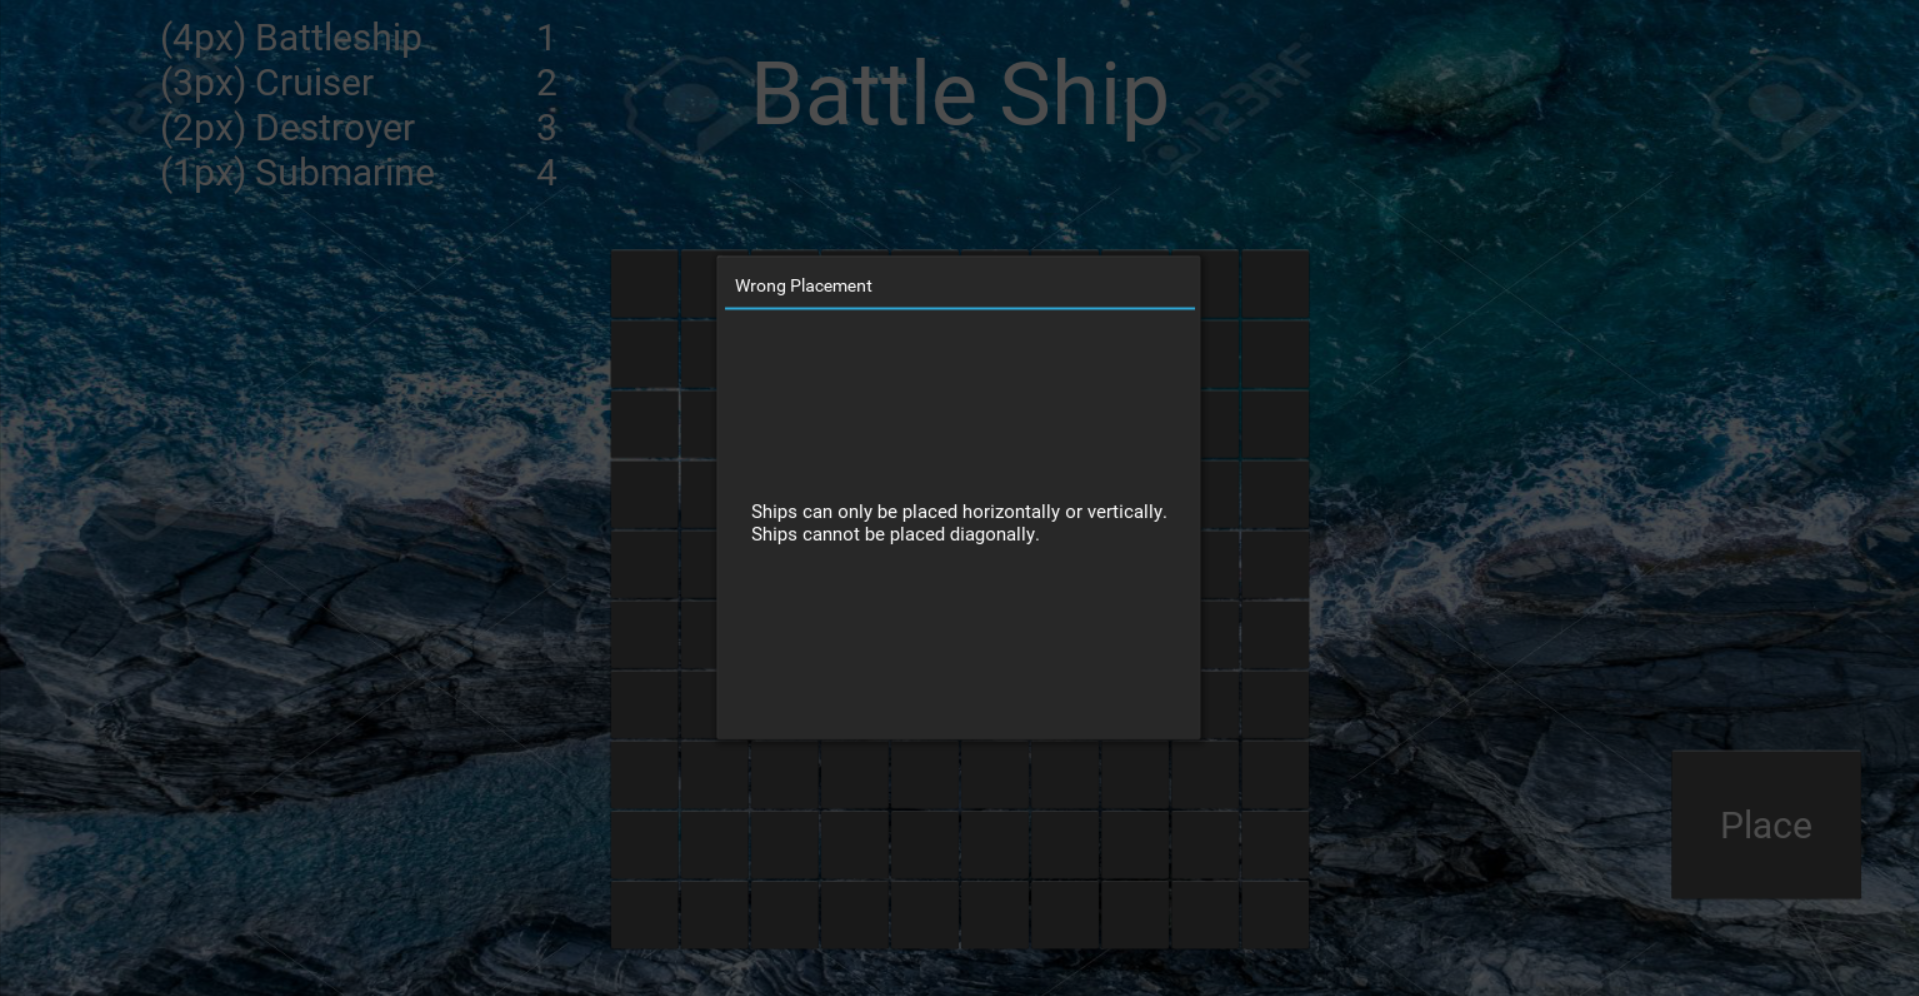 (4px) Battleship 1
(3px) Cruiser 2
(2px) Destroyer 3
(1px) Submarine 4
Battle Ship
123RF
Wrong Placement
Ships can only be placed horizontally or vertically.
Ships cannot be placed diagonally.
Place